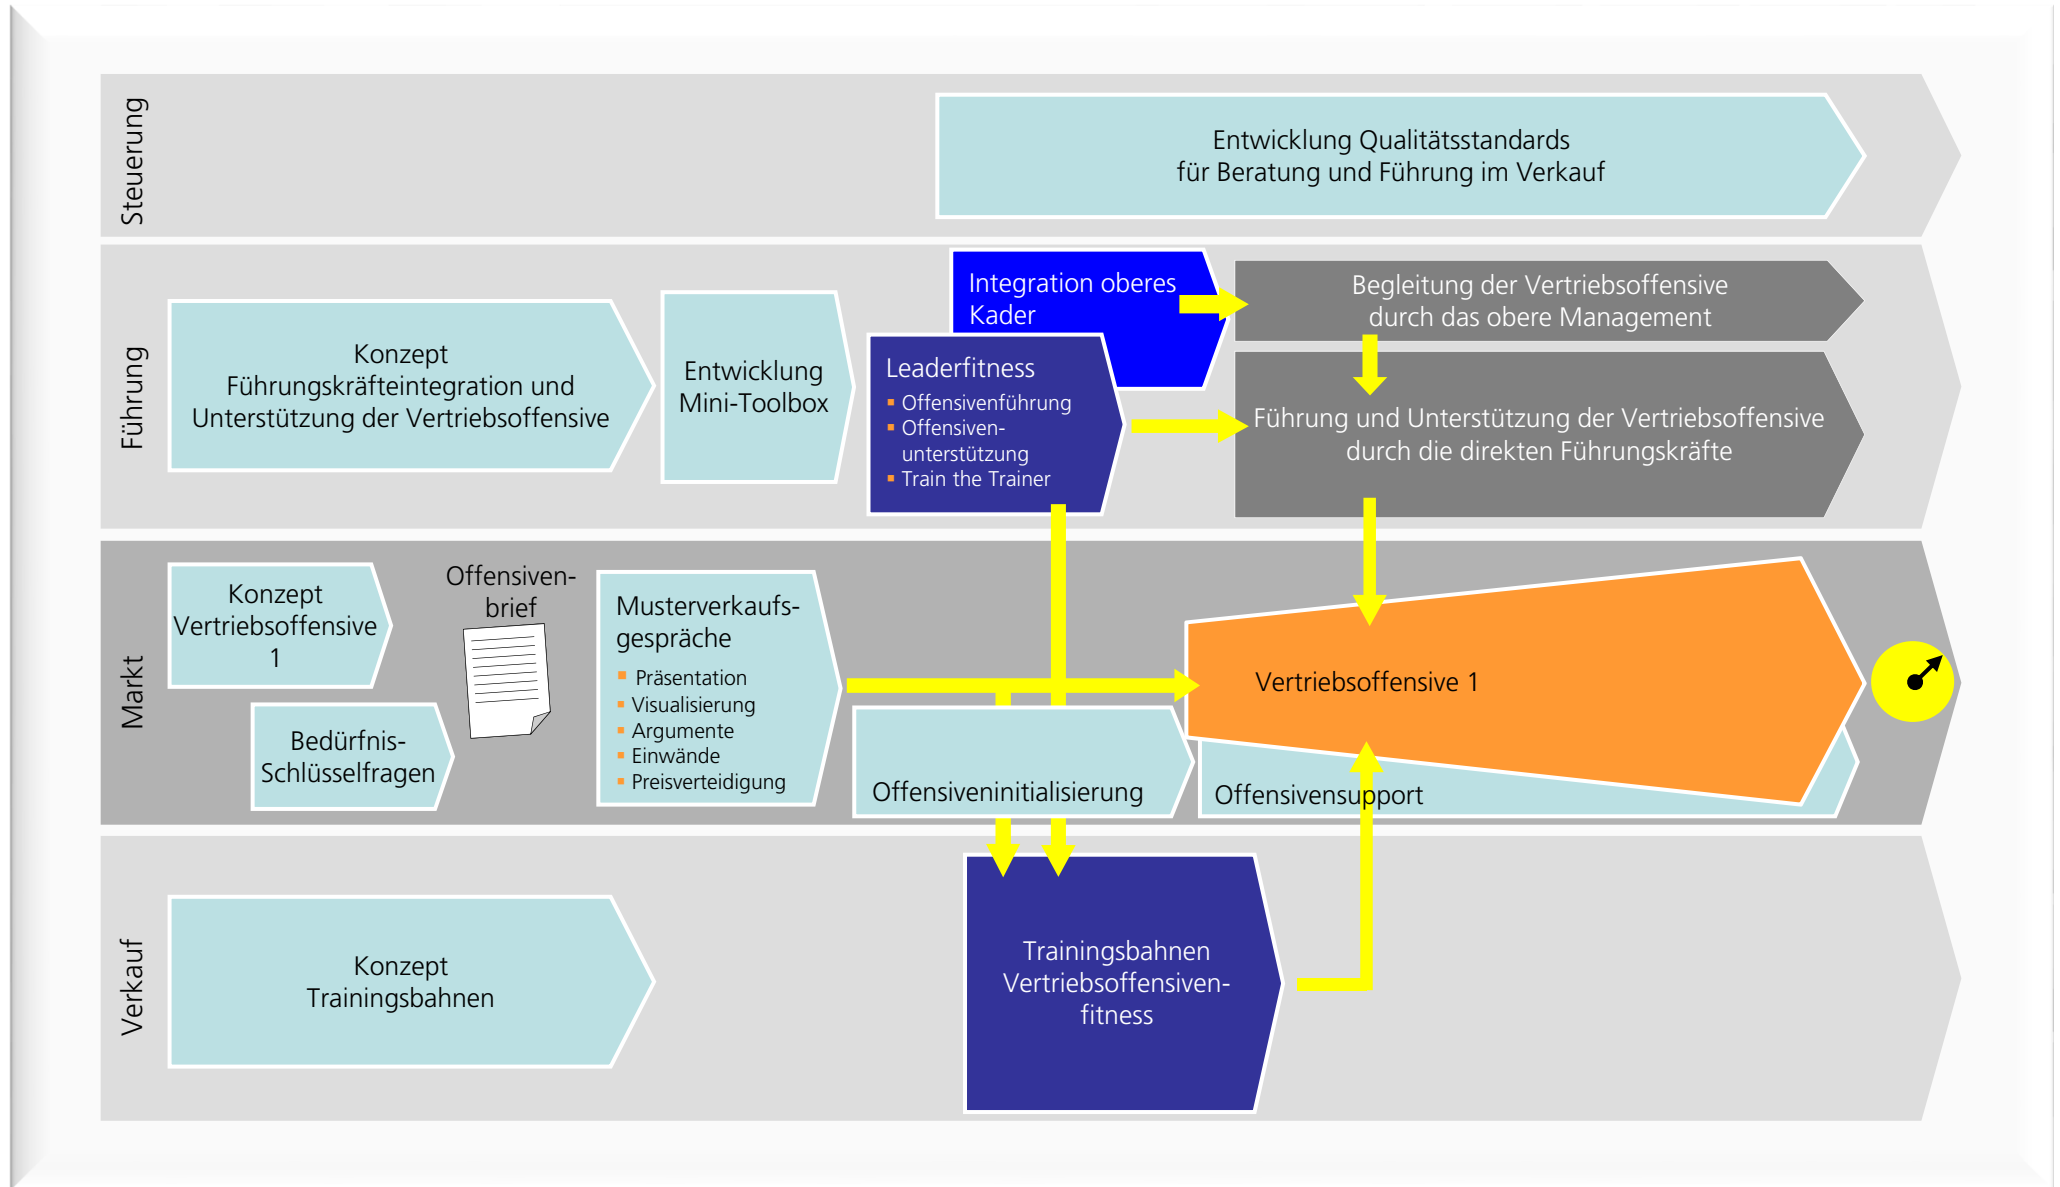 Steuerung
Entwicklung Qualitätsstandards
für Beratung und Führung im Verkauf
Führung
Konzept
Führungskräfteintegration und
Unterstützung der Vertriebsoffensive
Entwicklung
Mini-Toolbox
Integration oberes
Kader
Leaderfitness
Offensivenführung
Offensiven-
unterstützung
Train the Trainer
Begleitung der Vertriebsoffensive
durch das obere Management
Führung und Unterstützung der Vertriebsoffensive
durch die direkten Führungskräfte
Markt
Konzept
Vertriebsoffensive
1
Bedürfnis-
Schlüsselfragen
Offensiven-
brief
Musterverkaufs-
gespräche
Präsentation
Visualisierung
Argumente
Einwände
Preisverteidigung
Offensiveninitialisierung
Vertriebsoffensive 1
Offensivensupport
Verkauf
Konzept
Trainingsbahnen
Trainingsbahnen
Vertriebsoffensiven-
fitness